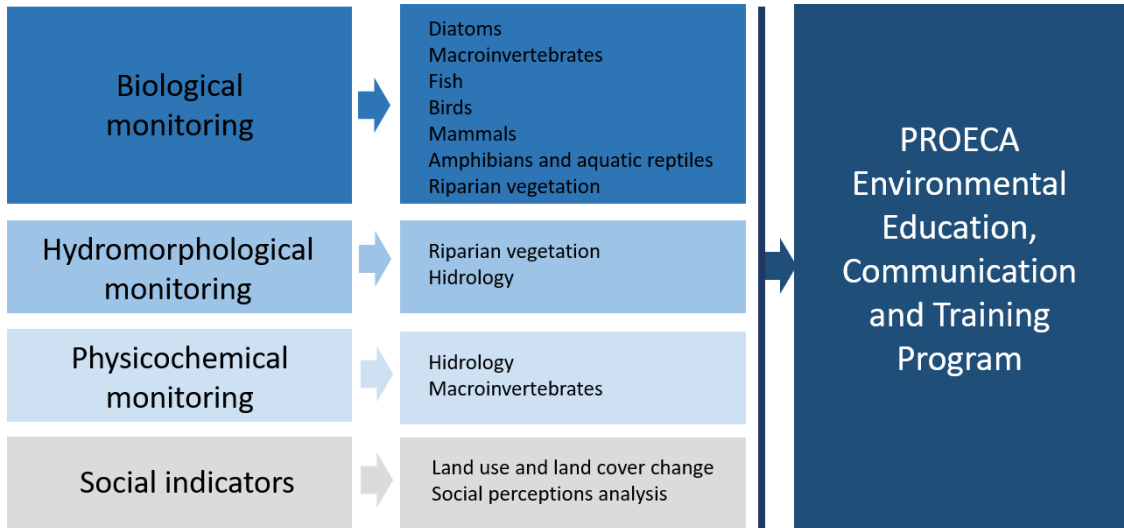 Biological
monitoring
Diatoms
Macroinvertebrates
Fish
Birds
Mammals
Amphibians and aquatic reptiles
Riparian vegetation
Hydromorphological
monitoring
Riparian vegetation
Hidrology
Physicochemical
monitoring
Hidrology
Macroinvertebrates
Social indicators
Land use and land cover change
Social perceptions analysis
PROECA
Environmental
Education,
Communication
and Training
Program